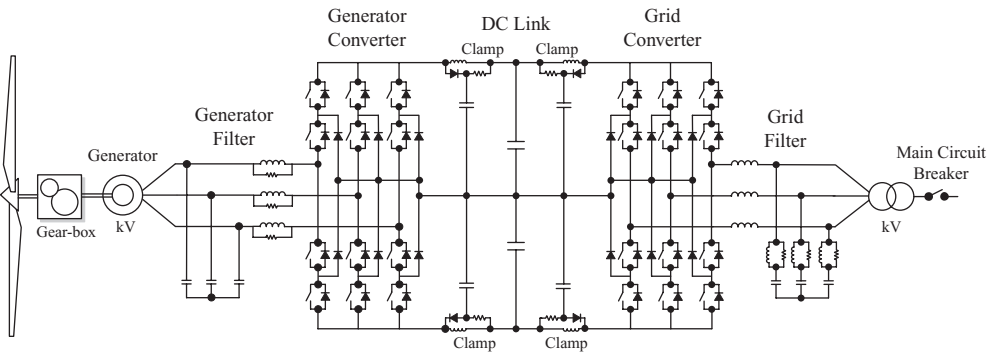 Generator
Converter
DC Link
Grid
Converter
Clamp
Clamp
Generator
Filter
Grid
Filter
Generator
Main Circuit
Breaker
Gear-box
kV
kV
Clamp
Clamp